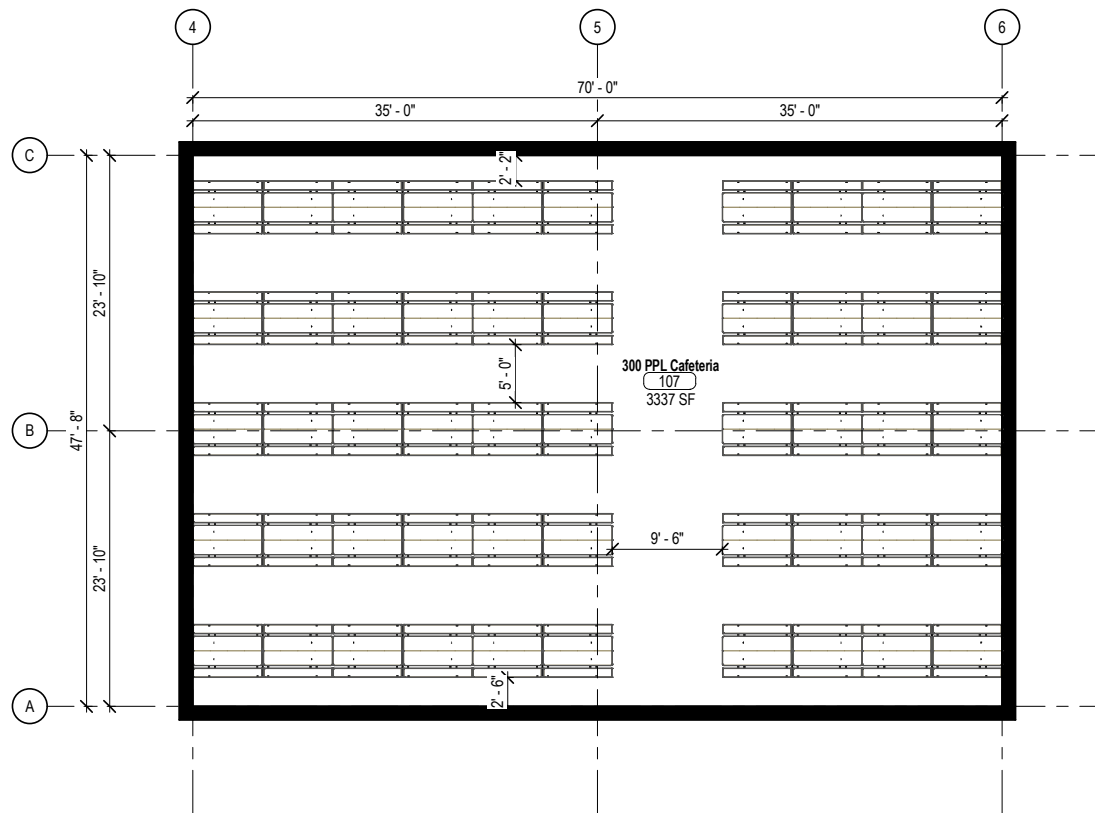 4
5
6
70' - 0"
35' - 0"
35' - 0"
C
2' - 2"
23' - 10"
5' - 0"
300 PPL Cafeteria
107
3337 SF
B
47' - 8"
9' - 6"
23' - 10"
2' - 6"
A